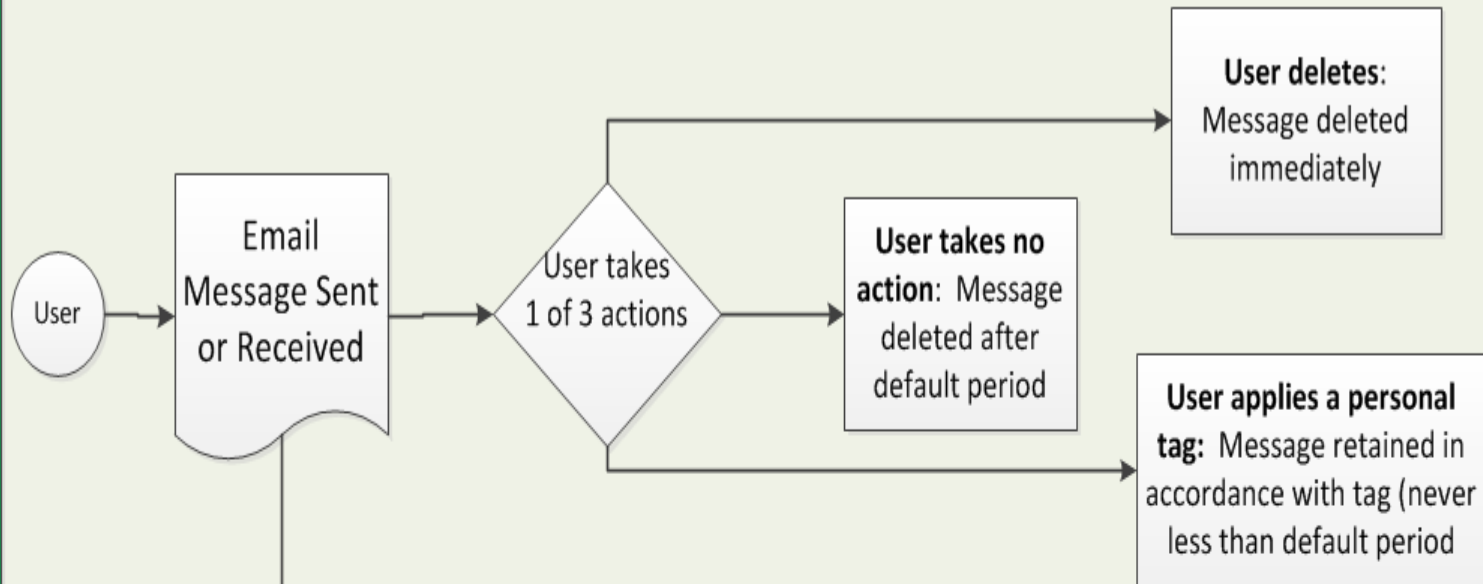 User
Email
Message Sent
or Received
User takes
1 of 3 actions
User deletes:
Message deleted
immediately
User takes no
action:  Message
deleted after
default period
User applies a personal
tag:  Message retained in
accordance with tag (never
less than default period